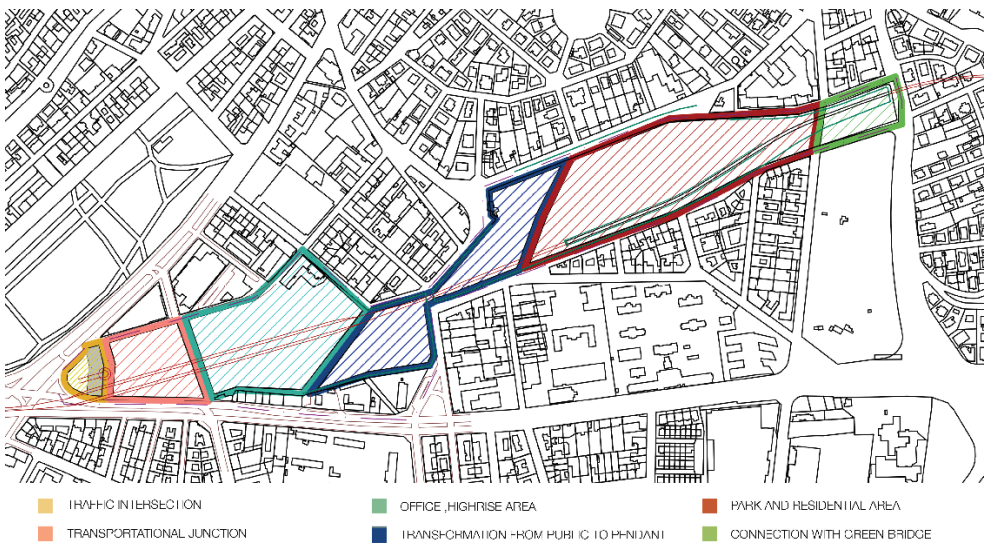 TRAFFIC INTERSECTION
OFFICE ,HIGHRISE AREA
PARK AND RESIDENTIAL AREA
TRANSPORTATIONAL JUNCTION
TRANSFORMATION FROM PUBLIC TO PENDANT
CONNECTION WITH GREEN BRIDGE